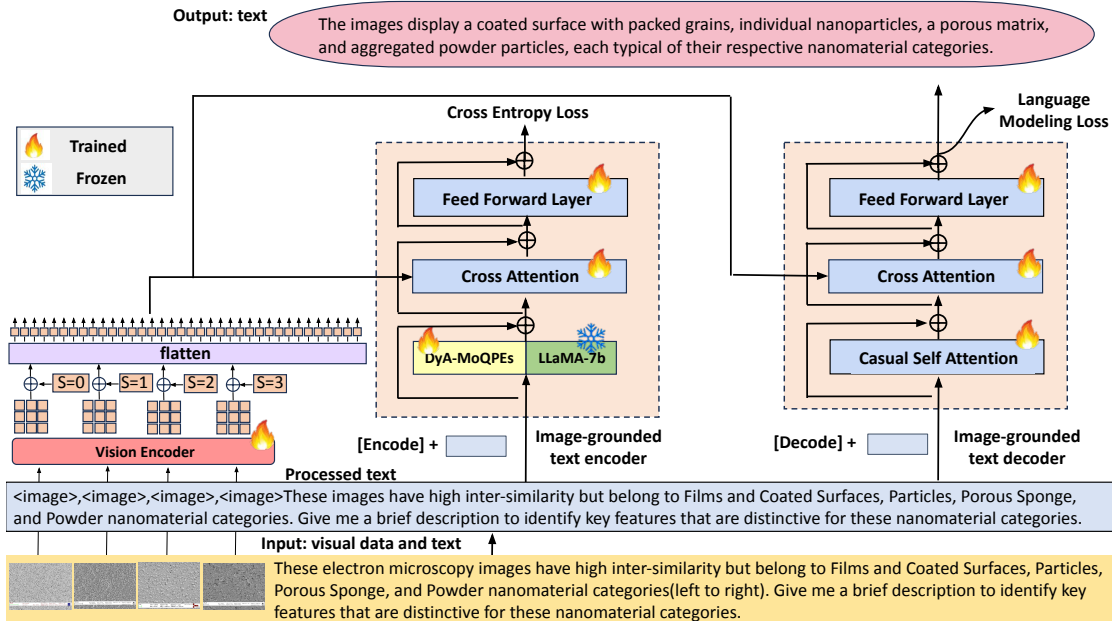 Output: text
The images display a coated surface with packed grains, individual nanoparticles, a porous matrix,
and aggregated powder particles, each typical of their respective nanomaterial categories.
Trained
Frozen
Cross Entropy Loss
Language
Modeling Loss
Feed Forward Layer
Cross Attention
DyA-MoQPEs
LLaMA-7b
Feed Forward Layer
Cross Attention
Casual Self Attention
flatten
S=0
S=1
S=2
S=3
Vision Encoder
[Encode] +
Image-grounded
text encoder
[Decode] +
Image-grounded
text decoder
Processed text
<image>,<image>,<image>,<image>These images have high inter-similarity but belong to Films and Coated Surfaces, Particles, Porous Sponge,
and Powder nanomaterial categories. Give me a brief description to identify key features that are distinctive for these nanomaterial categories.
Input: visual data and text
These electron microscopy images have high inter-similarity but belong to Films and Coated Surfaces, Particles,
Porous Sponge, and Powder nanomaterial categories(left to right). Give me a brief description to identify key
features that are distinctive for these nanomaterial categories.